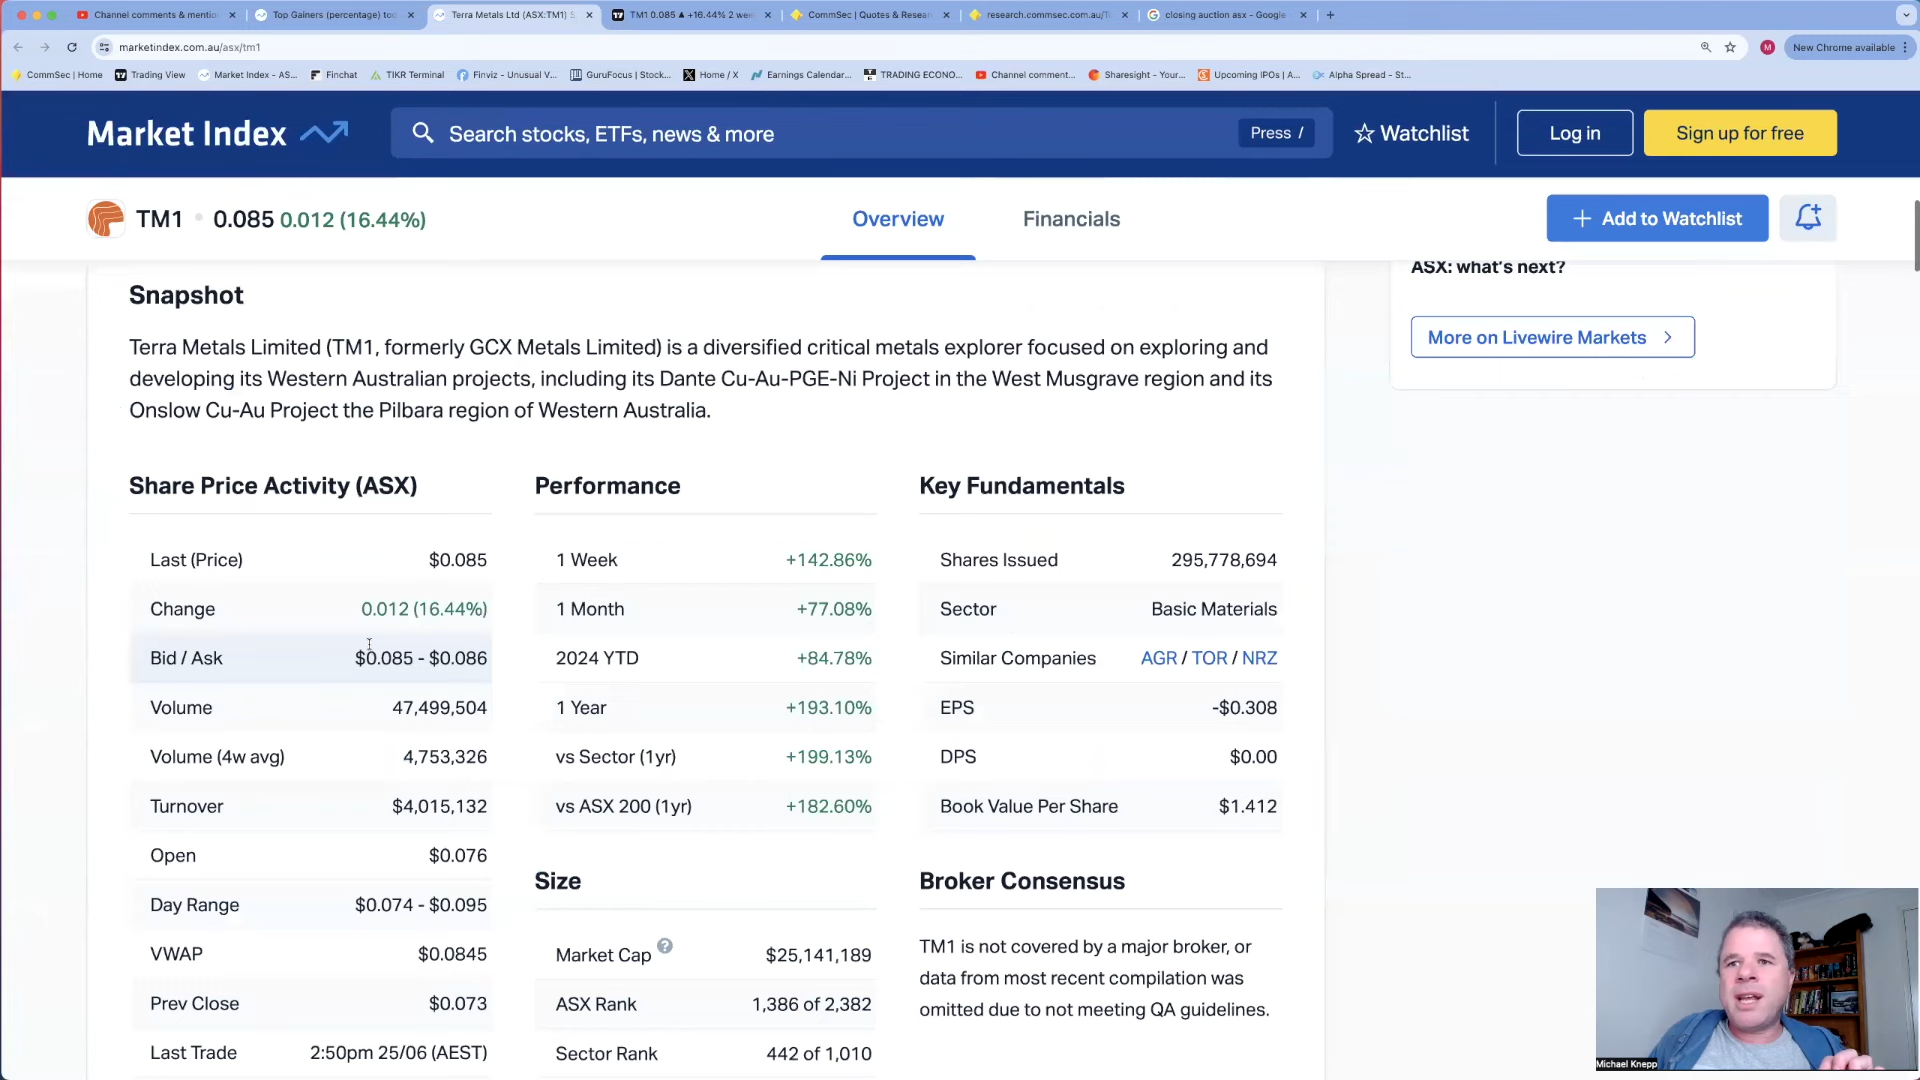 Channel comments & mentio
Top Gainers (percentage) too
Terra Metals Ltd (ASX:TM1) S
TM1 0.085 ▲ +16.44% 2 wee
CommSec | Quotes & Resear
research.commsec.com.au/T
closing auction asx - Google
marketindex.com.au/asx/tm1
New Chrome available
CommSec | Home
Trading View
Market Index - AS...
Finchat
TIKR Terminal
Finviz - Unusual V...
GuruFocus | Stock...
Home / X
Earnings Calendar...
TRADING ECONO...
Channel comment...
Sharesight - Your...
Upcoming IPOs | A...
Alpha Spread - St...
Market Index
Search stocks, ETFs, news & more
Press /
Watchlist
Log in
Sign up for free
TM1 • 0.085 0.012 (16.44%)
Overview
Financials
+ Add to Watchlist
ASX: what's next?
More on Livewire Markets >
Snapshot
Terra Metals Limited (TM1, formerly GCX Metals Limited) is a diversified critical metals explorer focused on exploring and
developing its Western Australian projects, including its Dante Cu-Au-PGE-Ni Project in the West Musgrave region and its
Onslow Cu-Au Project the Pilbara region of Western Australia.
Share Price Activity (ASX)
Last (Price) $0.085
Change 0.012 (16.44%)
Bid / Ask $0.085 - $0.086
Volume 47,499,504
Volume (4w avg) 4,753,326
Turnover $4,015,132
Open $0.076
Day Range $0.074 - $0.095
VWAP $0.0845
Prev Close $0.073
Last Trade 2:50pm 25/06 (AEST)
Performance
1 Week +142.86%
1 Month +77.08%
2024 YTD +84.78%
1 Year +193.10%
vs Sector (1yr) +199.13%
vs ASX 200 (1yr) +182.60%
Size
Market Cap ? $25,141,189
ASX Rank 1,386 of 2,382
Sector Rank 442 of 1,010
Key Fundamentals
Shares Issued 295,778,694
Sector Basic Materials
Similar Companies AGR / TOR / NRZ
EPS -$0.308
DPS $0.00
Book Value Per Share $1.412
Broker Consensus
TM1 is not covered by a major broker, or
data from most recent compilation was
omitted due to not meeting QA guidelines.
Michael Knepp